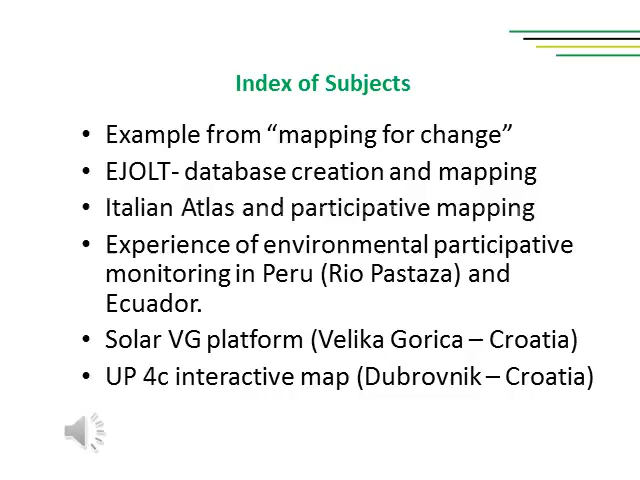 Index of Subjects
• Example from “mapping for change”
• EJOLT- database creation and mapping
• Italian Atlas and participative mapping
• Experience of environmental participative
monitoring in Peru (Rio Pastaza) and
Ecuador.
• Solar VG platform (Velika Gorica – Croatia)
• UP 4c interactive map (Dubrovnik – Croatia)